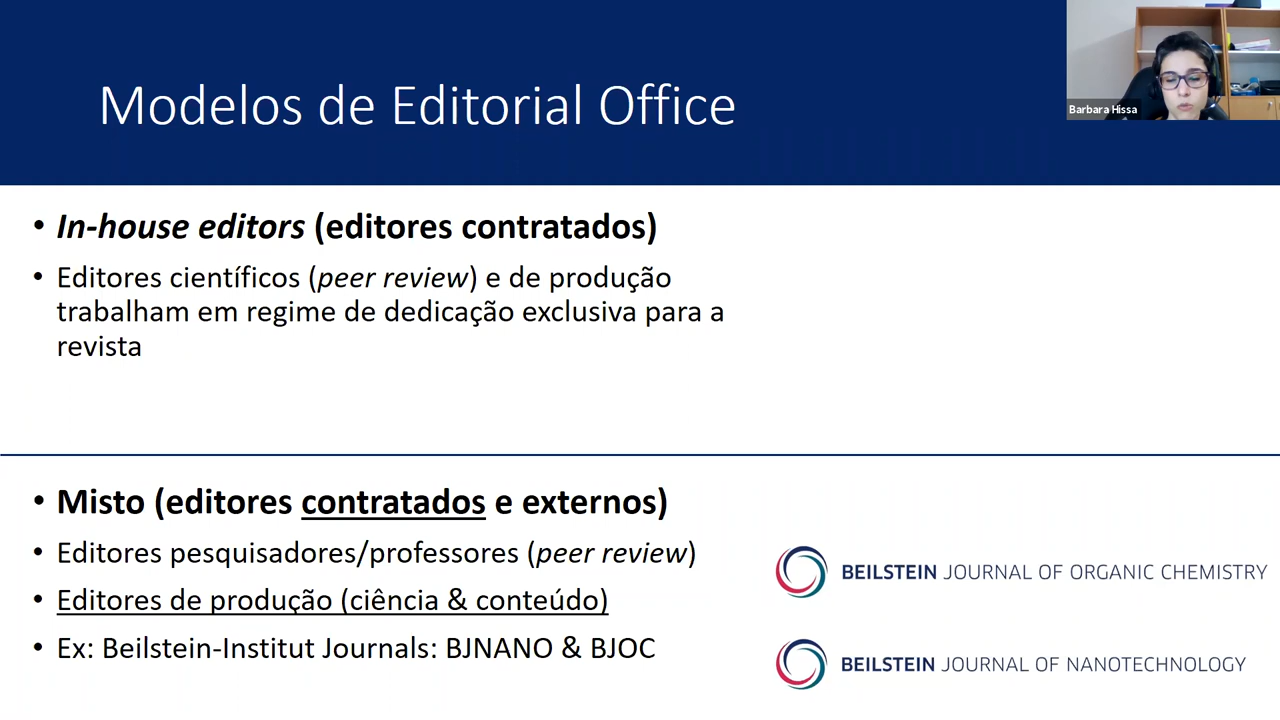 Modelos de Editorial Office
Barbara Hissa
• In-house editors (editores contratados)
• Editores científicos (peer review) e de produção
trabalham em regime de dedicação exclusiva para a
revista
• Misto (editores contratados e externos)
• Editores pesquisadores/professores (peer review)
• Editores de produção (ciência & conteúdo)
• Ex: Beilstein-Institut Journals: BJNANO & BJOC
BEILSTEIN JOURNAL OF ORGANIC CHEMISTRY
BEILSTEIN JOURNAL OF NANOTECHNOLOGY